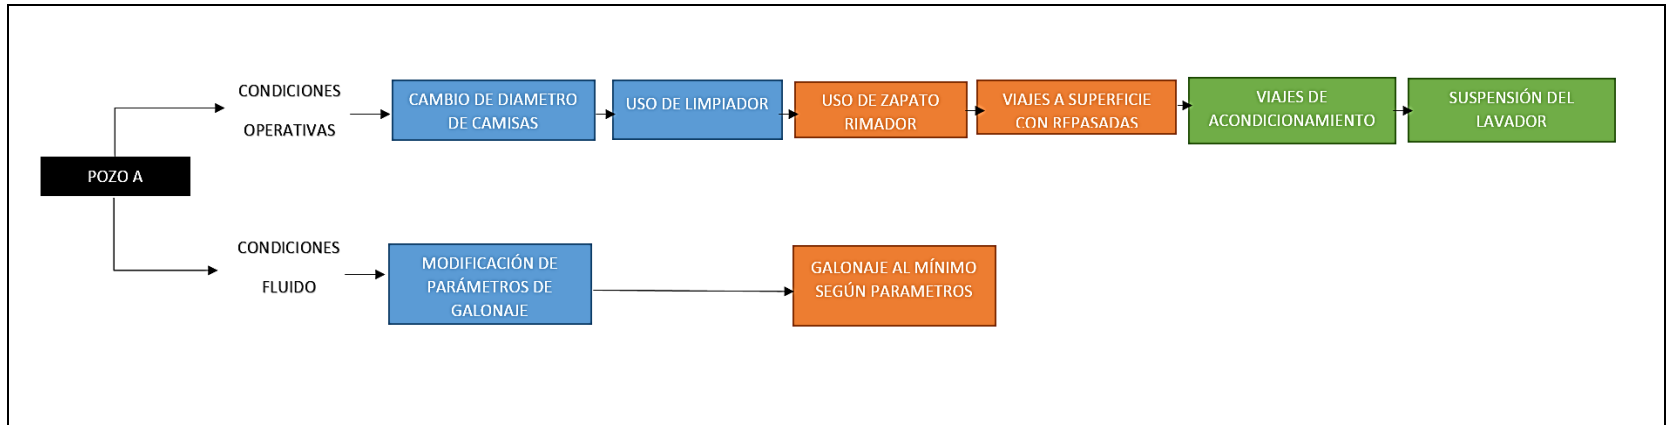 CONDICIONES
OPERATIVAS
CAMBIO DE DIAMETRO
DE CAMISAS
USO DE LIMPIADOR
USO DE ZAPATO
RIMADOR
VIAJES A SUPERFICIE
CON REPASADAS
VIAJES DE
ACONDICIONAMIENTO
SUSPENSIÓN DEL
LAVADOR
POZO A
CONDICIONES
FLUIDO
MODIFICACIÓN DE
PARÁMETROS DE
GALONAJE
GALONAJE AL MÍNIMO
SEGÚN PARAMETROS